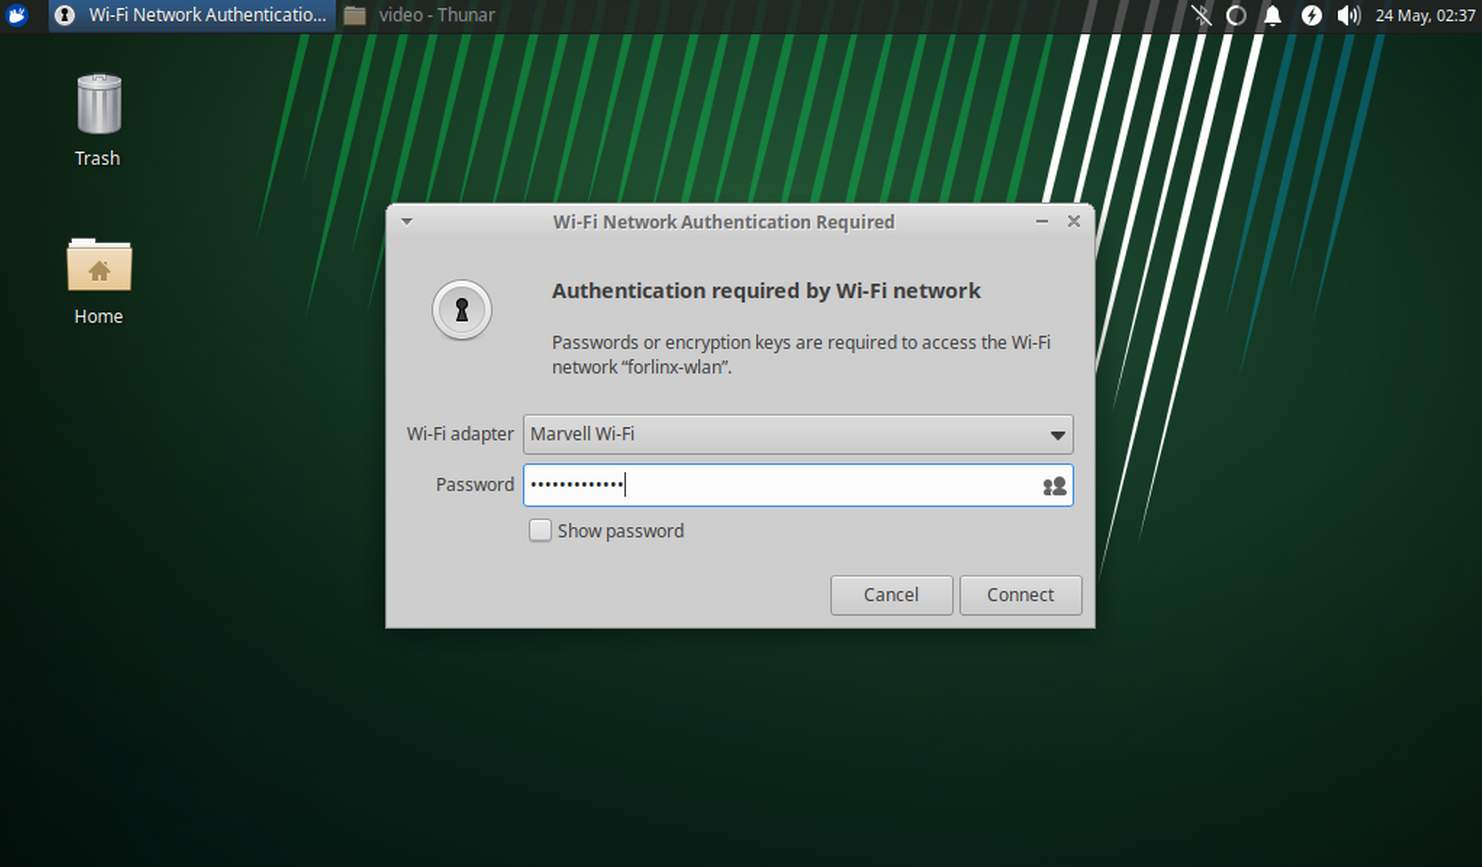 Wi-Fi Network Authenticatio... video - Thunar 24 May, 02:37
Trash
Home
Wi-Fi Network Authentication Required
Authentication required by Wi-Fi network
Passwords or encryption keys are required to access the Wi-Fi
network “forlinx-wlan”.
Wi-Fi adapter Marvell Wi-Fi
Password •••••••••••••
Show password
Cancel Connect